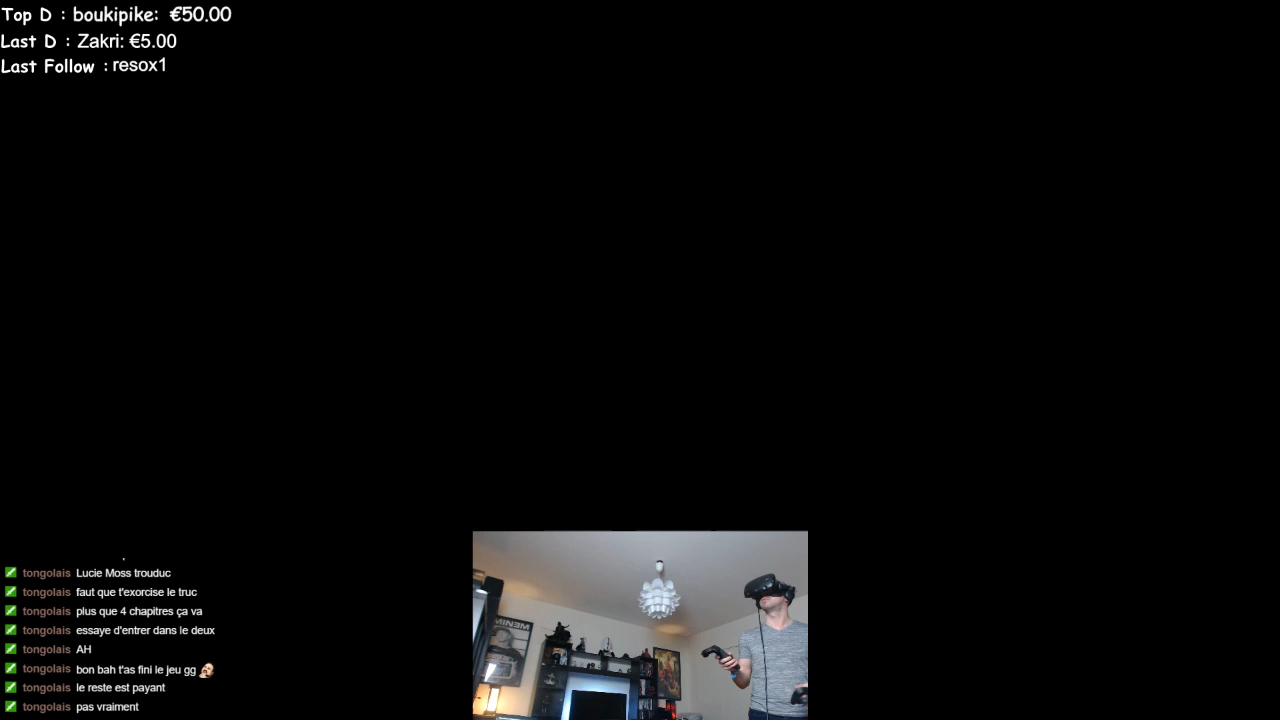 Top D : boukipike: €50.00
Last D : Zakri: €5.00
Last Follow : resox1
tongolais Lucie Moss trouduc
tongolais faut que t'exorcise le truc
tongolais plus que 4 chapitres ça va
tongolais essaye d'entrer dans le deux
tongolais AH
tongolais bon bah t'as fini le jeu gg
tongolais le reste est payant
tongolais pas vraiment
EMINEM